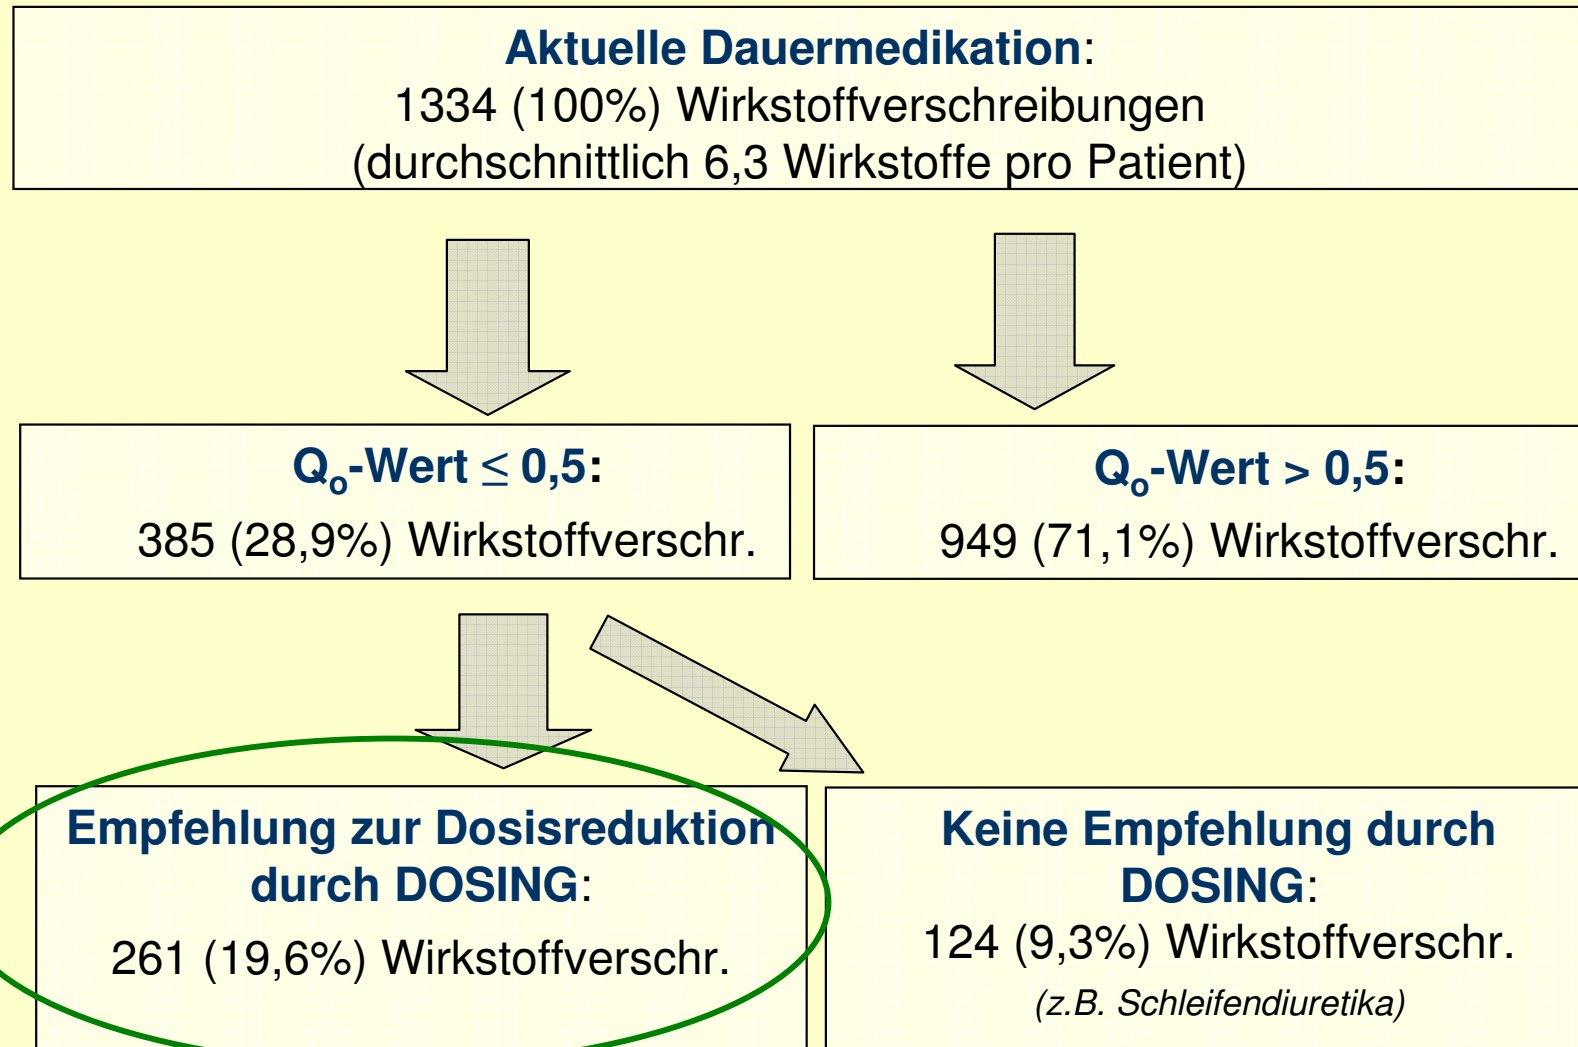 Aktuelle Dauermedikation:
1334 (100%) Wirkstoffverschreibungen
(durchschnittlich 6,3 Wirkstoffe pro Patient)
Qo-Wert ≤ 0,5:
385 (28,9%) Wirkstoffverschr.
Qo-Wert > 0,5:
949 (71,1%) Wirkstoffverschr.
Empfehlung zur Dosisreduktion
durch DOSING:
261 (19,6%) Wirkstoffverschr.
Keine Empfehlung durch
DOSING:
124 (9,3%) Wirkstoffverschr.
(z.B. Schleifendiuretika)